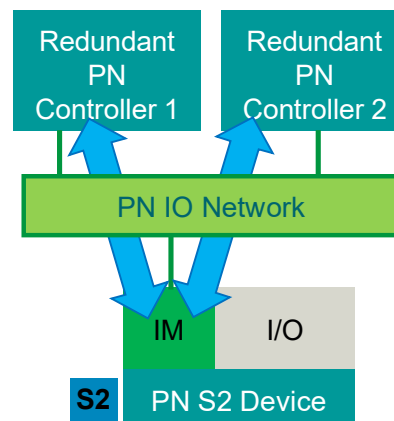 Redundant
PN
Controller 1
Redundant
PN
Controller 2
PN IO Network
IM
I/O
S2
PN S2 Device